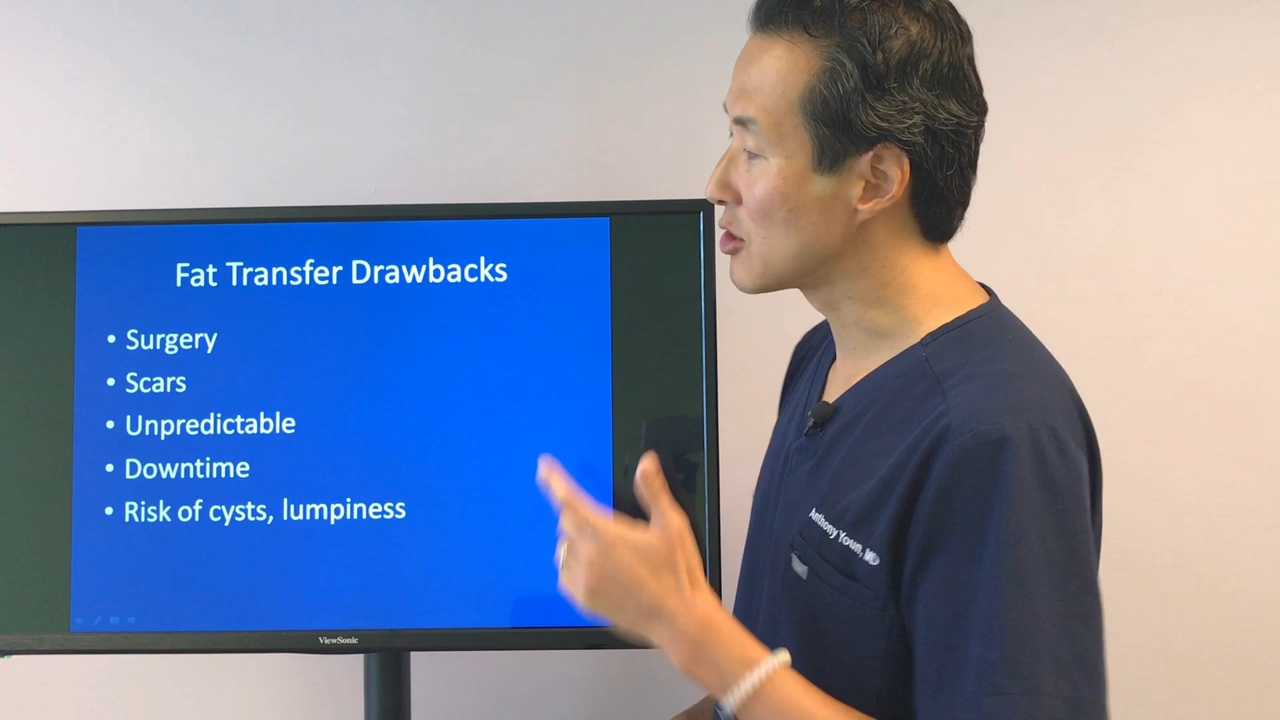 Fat Transfer Drawbacks
• Surgery
• Scars
• Unpredictable
• Downtime
• Risk of cysts, lumpiness
ViewSonic
Anthony Youn, MD